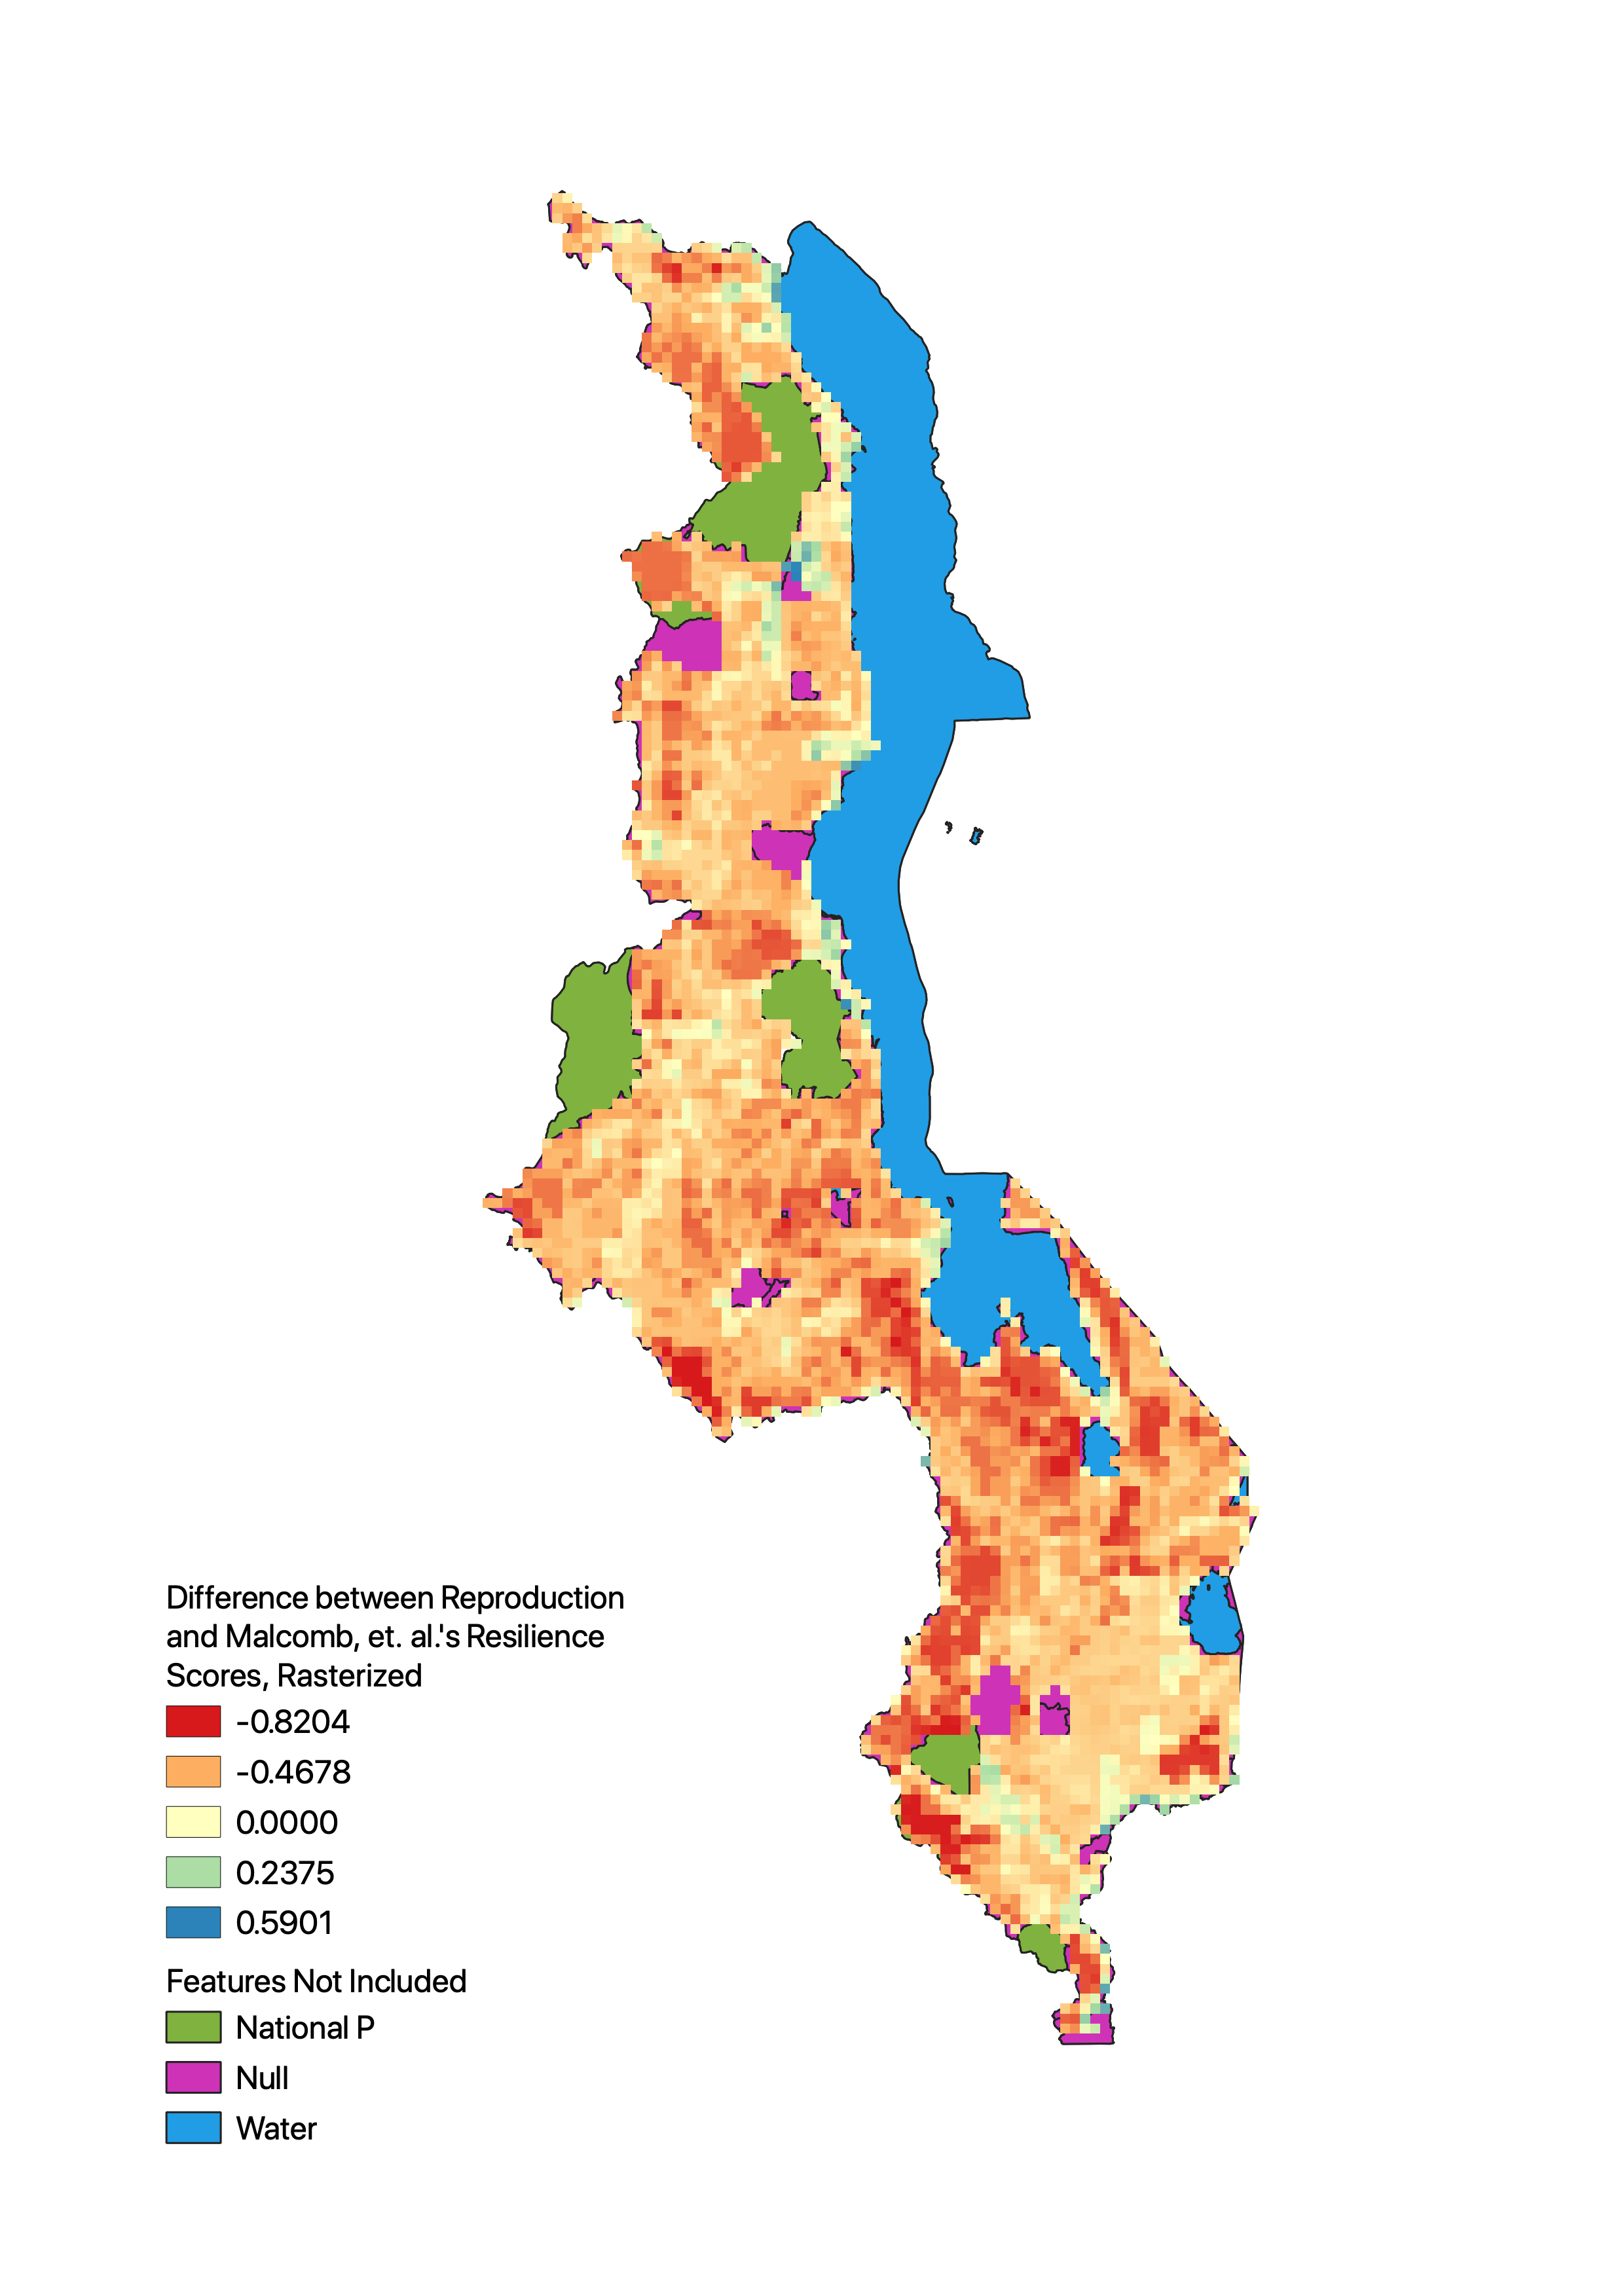 Difference between Reproduction
and Malcomb, et. al.'s Resilience
Scores, Rasterized
-0.8204
-0.4678
0.0000
0.2375
0.5901
Features Not Included
National P
Null
Water